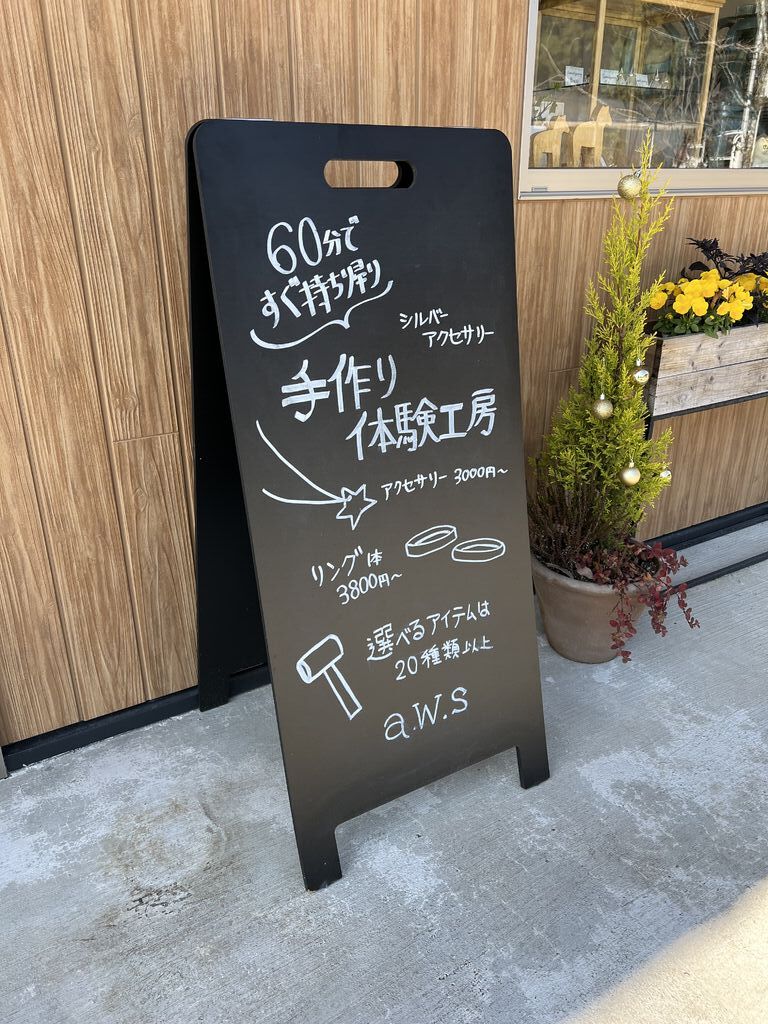 60分で
すぐ持ち帰り
シルバー
アクセサリー
手作り
体験工房
アクセサリー 3000円~
リング体
3800円~
選べるアイテムは
20種類以上
a.w.s